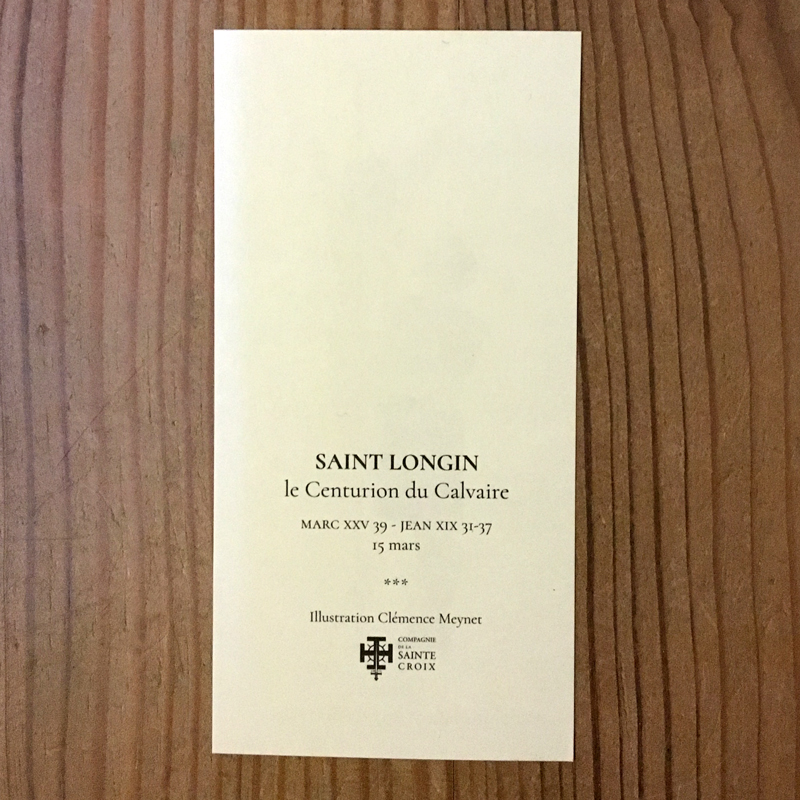 SAINT LONGIN
le Centurion du Calvaire
MARC XXV 39 - JEAN XIX 31-37
15 mars
***
Illustration Clémence Meynet
COMPAGNIE
DE LA
SAINTE
CROIX